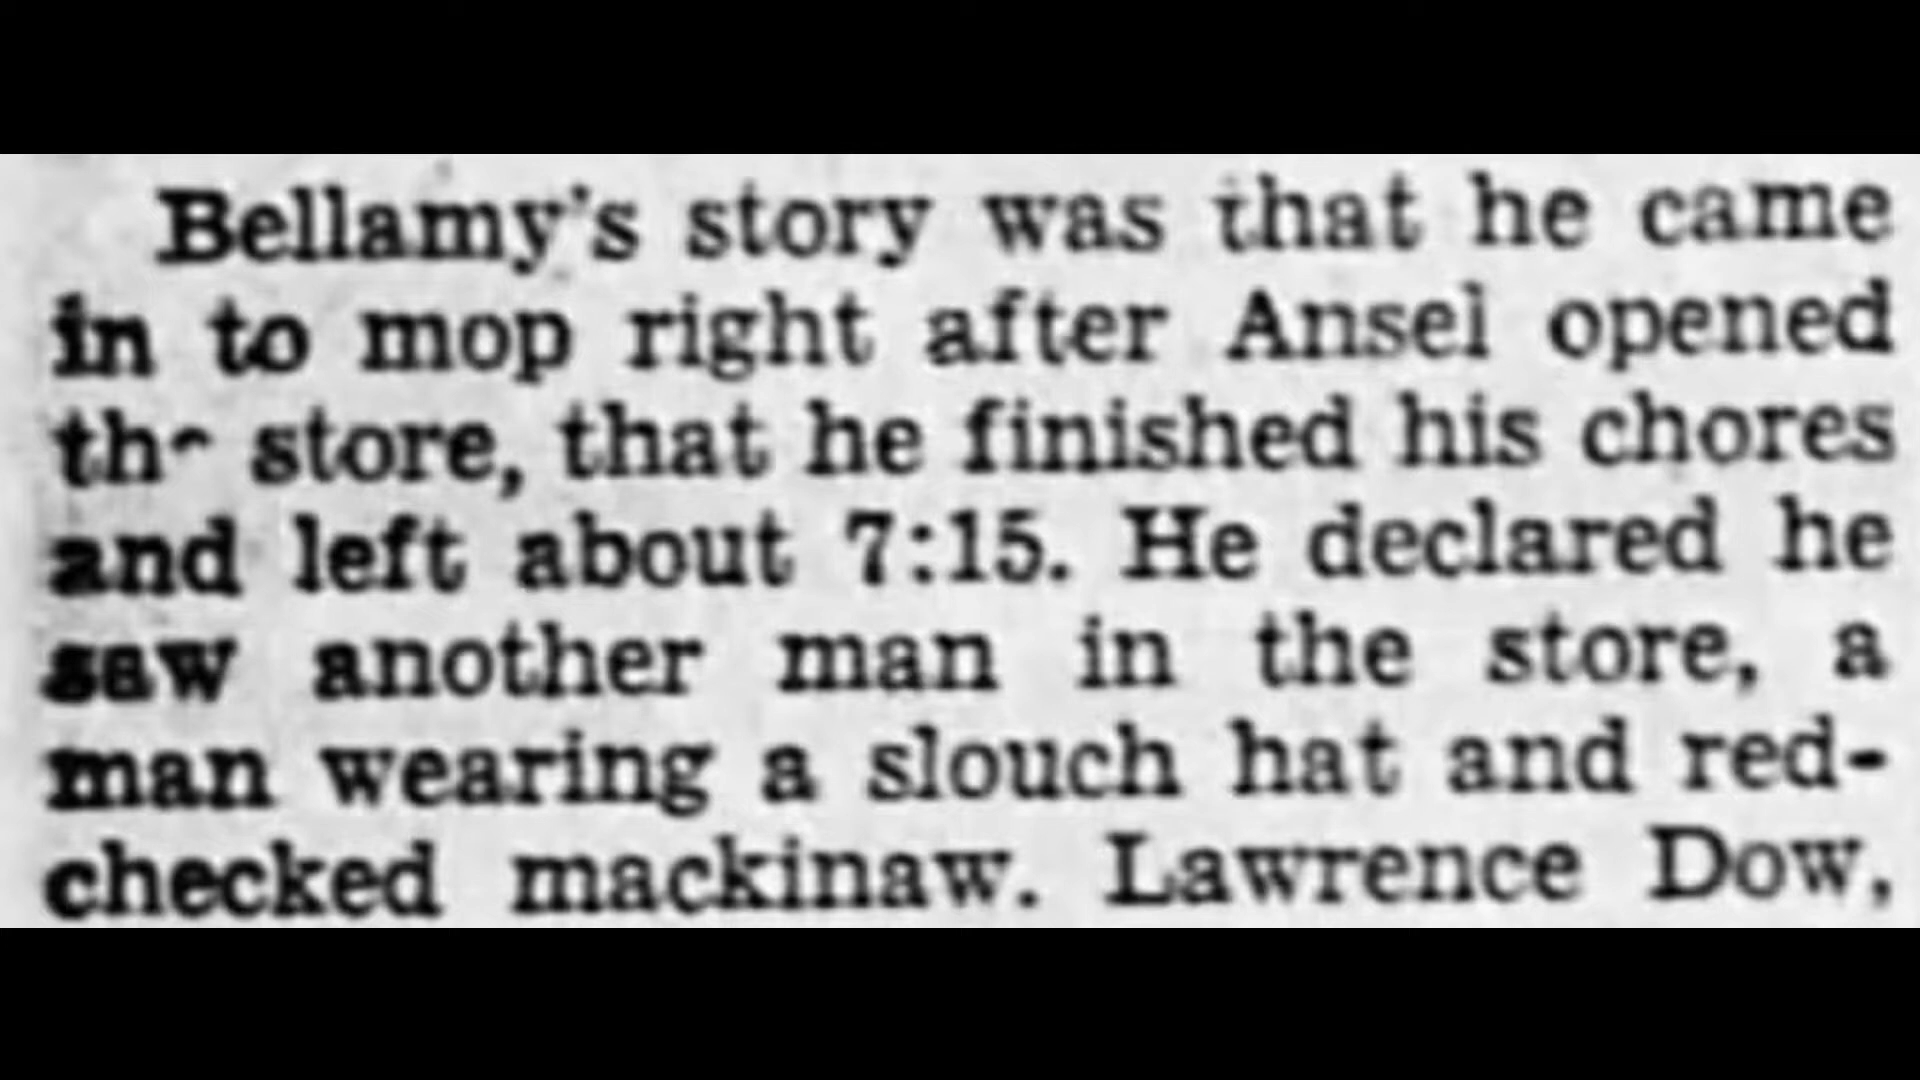 Bellamy's story was that he came
in to mop right after Ansel opened
the store, that he finished his chores
and left about 7:15. He declared he
saw another man in the store, a
man wearing a slouch hat and red-
checked mackinaw. Lawrence Dow,